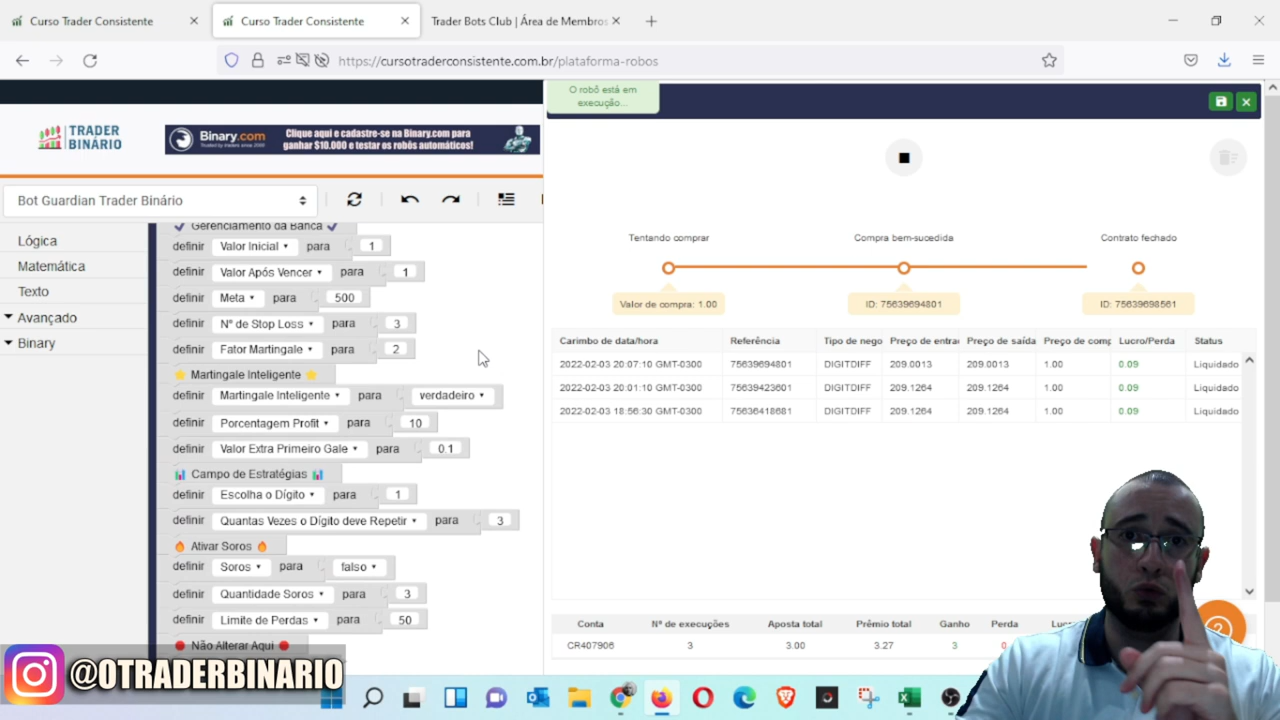 Curso Trader Consistente
Curso Trader Consistente
Trader Bots Club | Área de Membros
https://cursotraderconsistente.com.br/plataforma-robos
O robô está em
execução...
TRADER
BINÁRIO
Binary.com
Clique aqui e cadastre-se na Binary.com para
ganhar $10.000 e testar os robôs automáticos!
Bot Guardian Trader Binário
Lógica
Matemática
Texto
Avançado
Binary
Gerenciamento da Banca
definir Valor Inicial para 1
definir Valor Após Vencer para 1
definir Meta para 500
definir N° de Stop Loss para 3
definir Fator Martingale para 2
Martingale Inteligente
definir Martingale Inteligente para verdadeiro
definir Porcentagem Profit para 10
definir Valor Extra Primeiro Gale para 0.1
Campo de Estratégias
definir Escolha o Dígito para 1
definir Quantas Vezes o Dígito deve Repetir para 3
Ativar Soros
definir Soros para falso
definir Quantidade Soros para 3
definir Limite de Perdas para 50
Não Alterar Aqui
Tentando comprar Compra bem-sucedida Contrato fechado
Valor de compra: 1.00 ID: 75639694801 ID: 75639698561
Carimbo de data/hora Referência Tipo de nego Preço de entra Preço de saída Preço de comp Lucro/Perda Status
2022-02-03 20:07:10 GMT-0300 75639694801 DIGITDIFF 209.0013 209.0013 1.00 0.09 Liquidado
2022-02-03 20:01:10 GMT-0300 75639423601 DIGITDIFF 209.1264 209.1264 1.00 0.09 Liquidado
2022-02-03 18:56:30 GMT-0300 75636418681 DIGITDIFF 209.1264 209.1264 1.00 0.09 Liquidado
Conta N° de execuções Aposta total Prêmio total Ganho Perda
CR407906 3 3.00 3.27 3 0
@OTRADERBINARIO